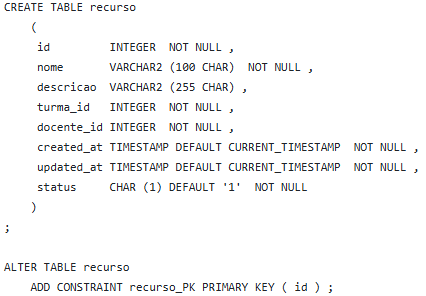 CREATE TABLE recurso
(
id INTEGER NOT NULL ,
nome VARCHAR2 (100 CHAR) NOT NULL ,
descricao VARCHAR2 (255 CHAR) ,
turma_id INTEGER NOT NULL ,
docente_id INTEGER NOT NULL ,
created_at TIMESTAMP DEFAULT CURRENT_TIMESTAMP NOT NULL ,
updated_at TIMESTAMP DEFAULT CURRENT_TIMESTAMP NOT NULL ,
status CHAR (1) DEFAULT '1' NOT NULL
)
;
ALTER TABLE recurso
ADD CONSTRAINT recurso_PK PRIMARY KEY ( id ) ;